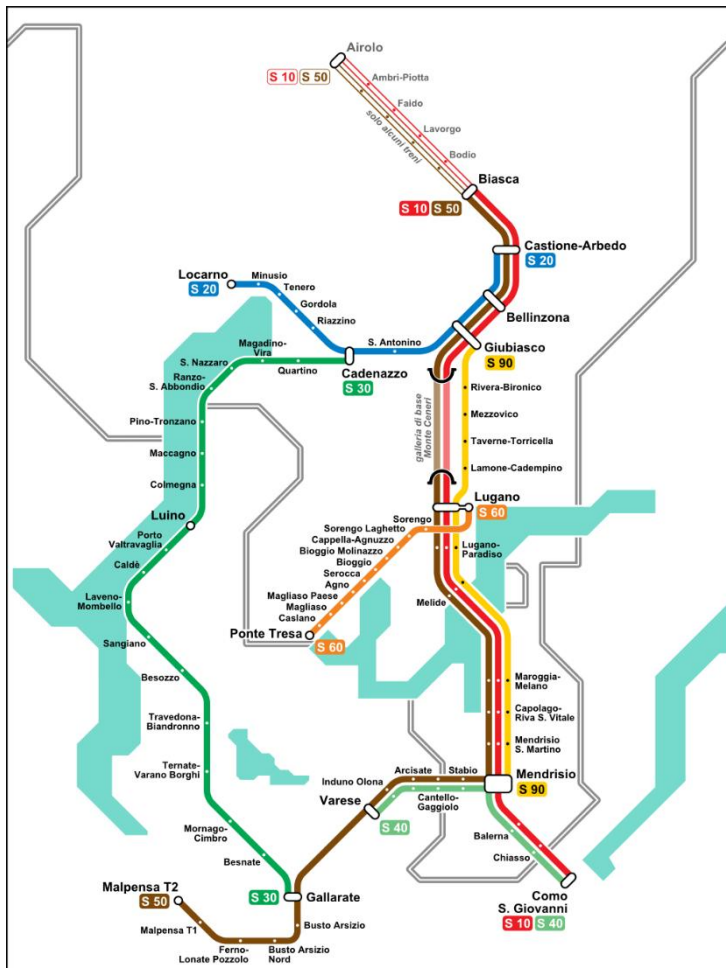 Airolo
S 10 S 50
Ambrì-Piotta
Faido
Lavorgo
Bodio
solo alcuni treni
Biasca
S 10 S 50
Castione-Arbedo
S 20
Locarno
S 20
Minusio
Tenero
Gordola
Riazzino
S. Antonino
Bellinzona
Giubiasco
S 90
Cadenazzo
S 30
Magadino-
Vira
Quartino
S. Nazzaro
Ranzo-
S. Abbondio
Pino-Tronzano
Maccagno
Colmegna
Luino
galleria di base
Monte Ceneri
Rivera-Bironico
Mezzovico
Taverne-Torricella
Lamone-Cadempino
Lugano
S 60
Sorengo
Sorengo Laghetto
Cappella-Agnuzzo
Bioggio Molinazzo
Bioggio
Serocca
Agno
Magliaso Paese
Magliaso
Caslano
Ponte Tresa
S 60
Lugano-
Paradiso
Melide
Porto
Valtravaglia
Caldè
Laveno-
Mombello
Sangiano
Besozzo
Travedona-
Biandronno
Ternate-
Varano Borghi
Mornago-
Cimbro
Besnate
Maroggia-
Melano
Capolago-
Riva S. Vitale
Mendrisio
S. Martino
Mendrisio
S 90
Induno Olona
Arcisate
Stabio
Cantello-
Gaggiolo
Varese
S 40
Balerna
Chiasso
Como
S. Giovanni
S 10 S 40
S 30
Gallarate
Malpensa T2
S 50
Malpensa T1
Ferno-
Lonate Pozzolo
Busto Arsizio
Nord
Busto Arsizio